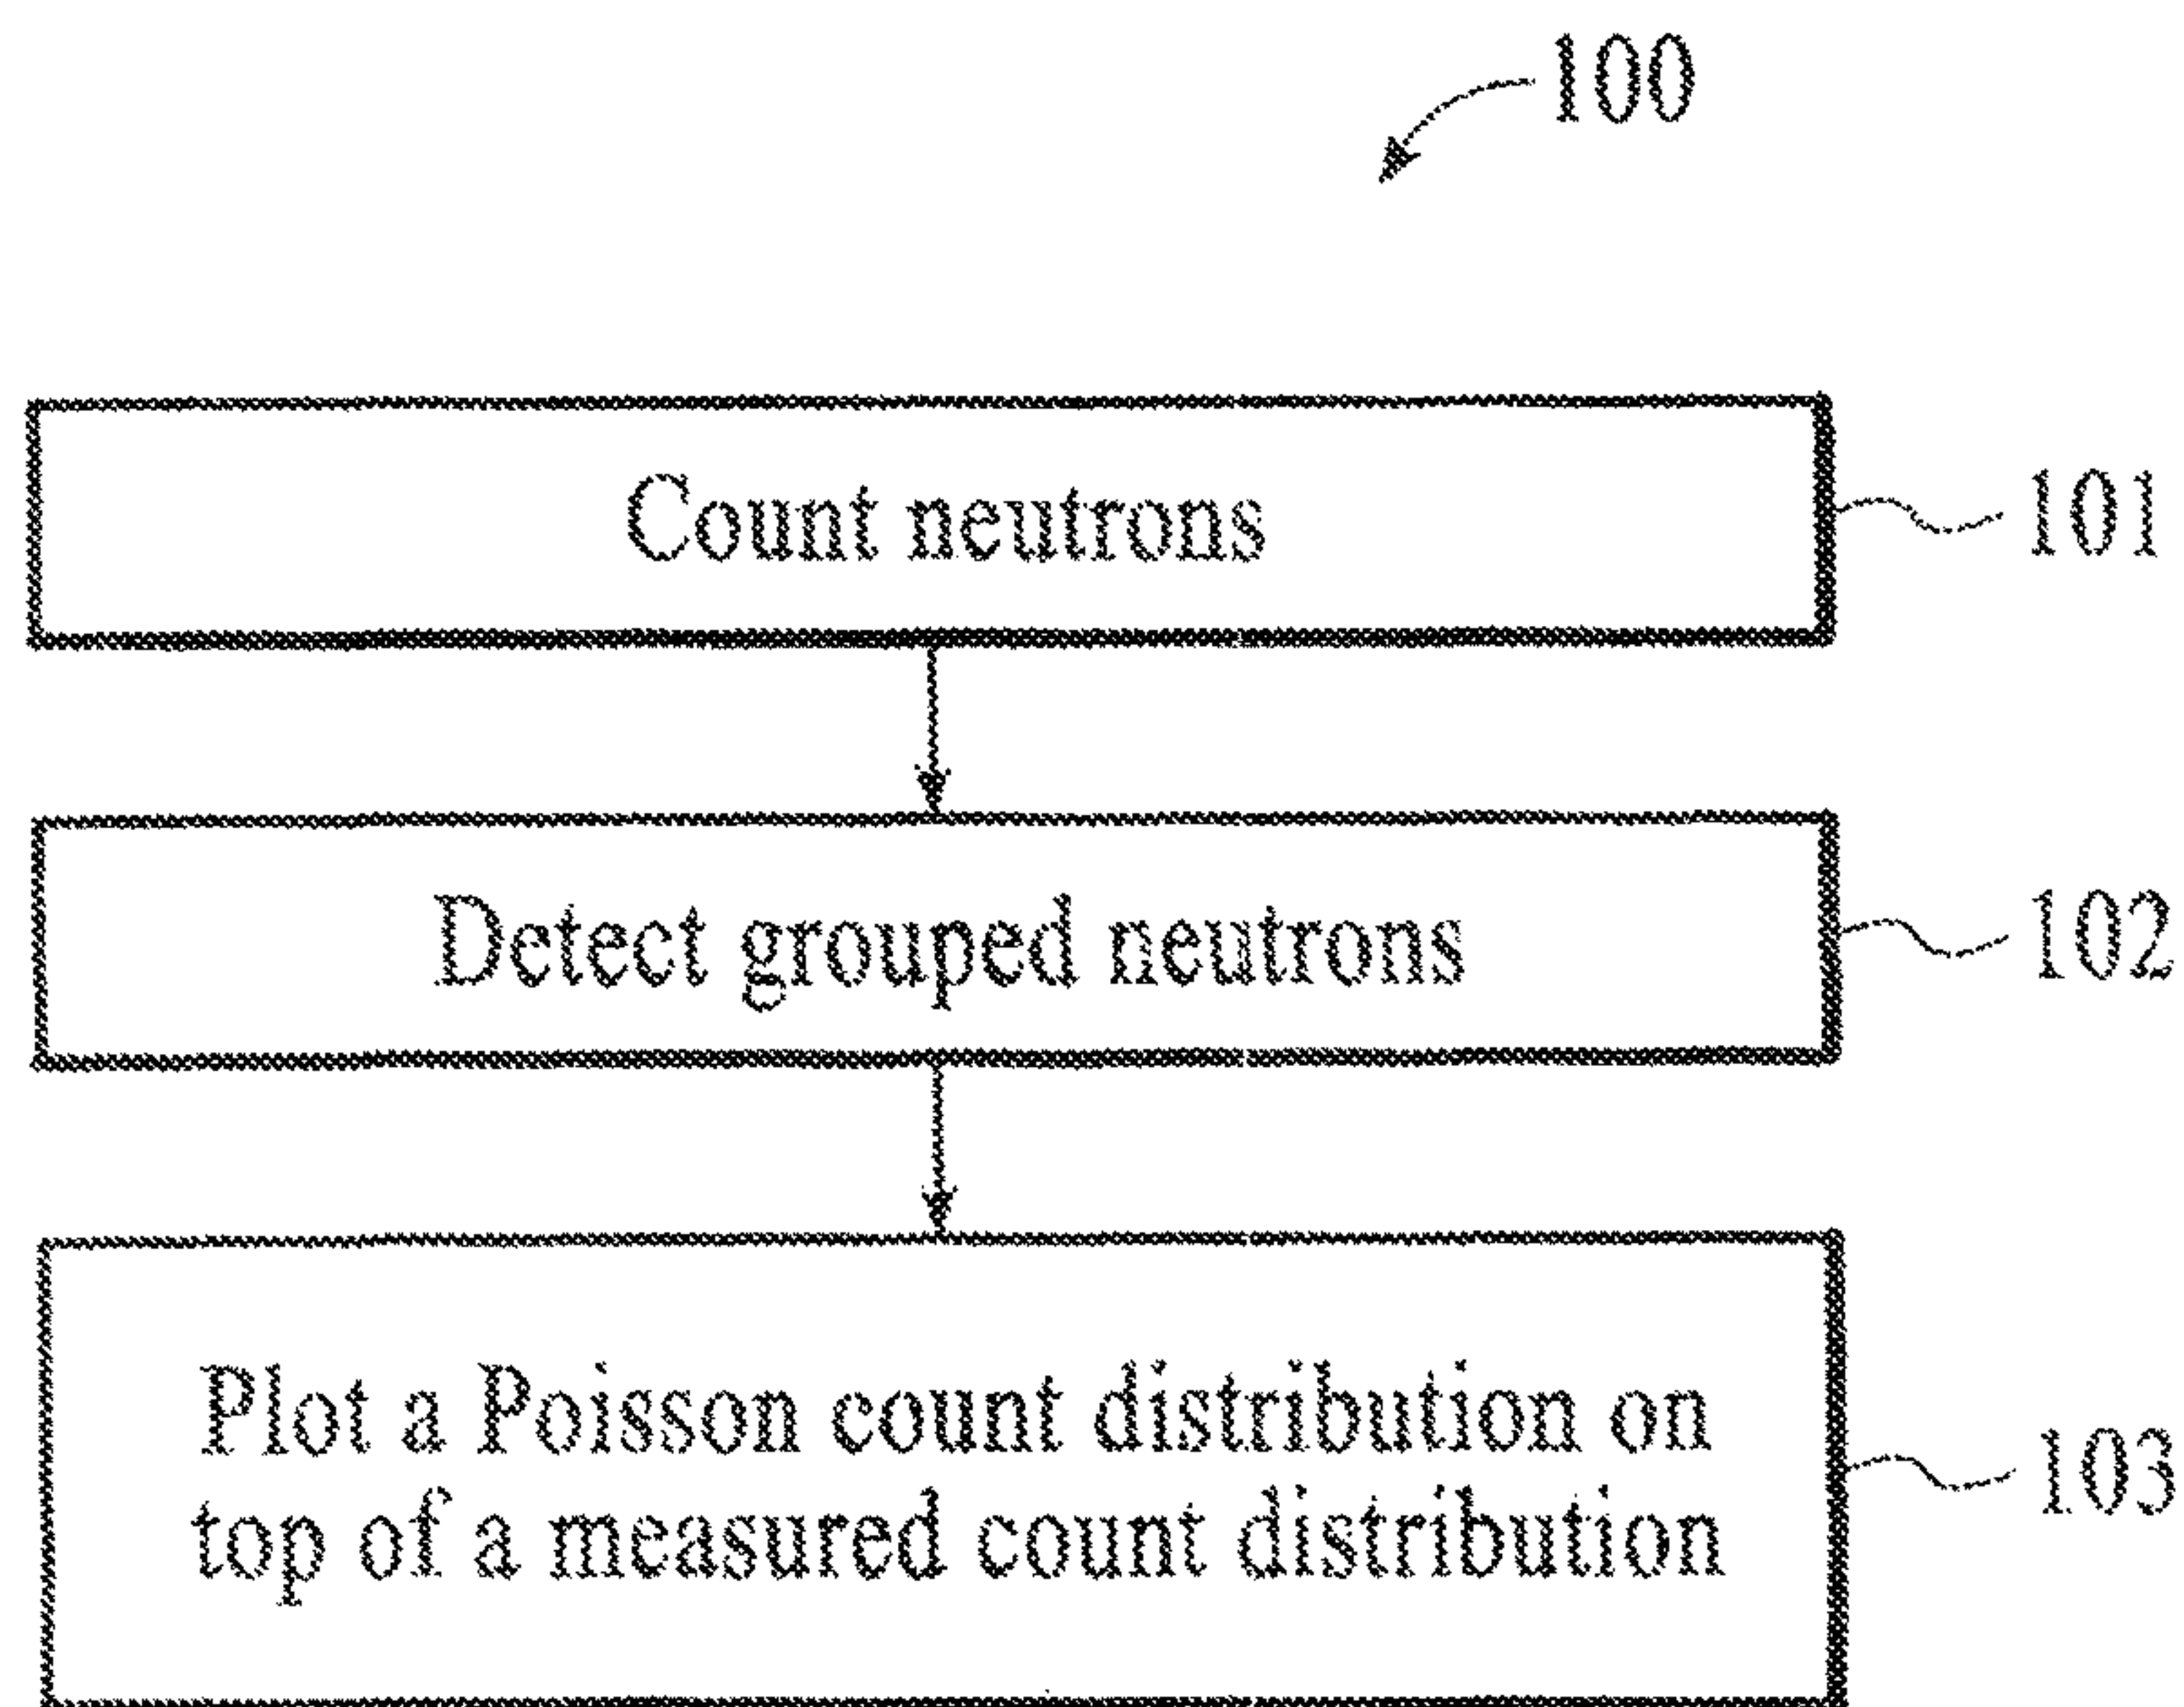 100
Count neutrons
101
Detect grouped neutrons
102
Plot a Poisson count distribution on
top of a measured count distribution
103